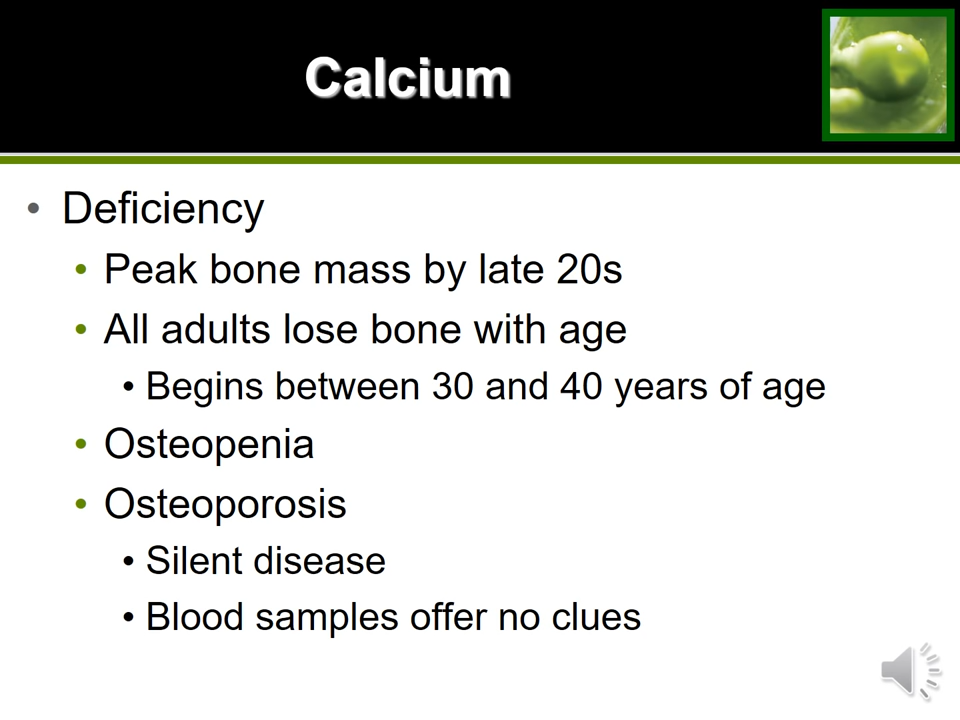 Calcium
• Deficiency
• Peak bone mass by late 20s
• All adults lose bone with age
• Begins between 30 and 40 years of age
• Osteopenia
• Osteoporosis
• Silent disease
• Blood samples offer no clues